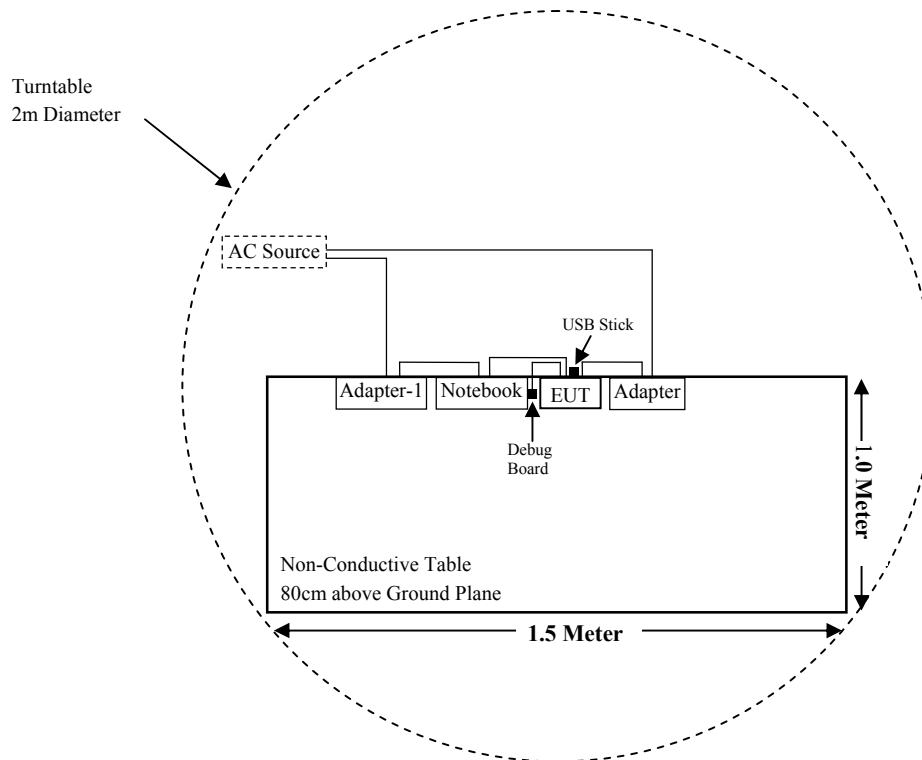 Turntable
2m Diameter
AC Source
USB Stick
Adapter-1
Notebook
EUT
Adapter
Debug
Board
1.0 Meter
Non-Conductive Table
80cm above Ground Plane
1.5 Meter